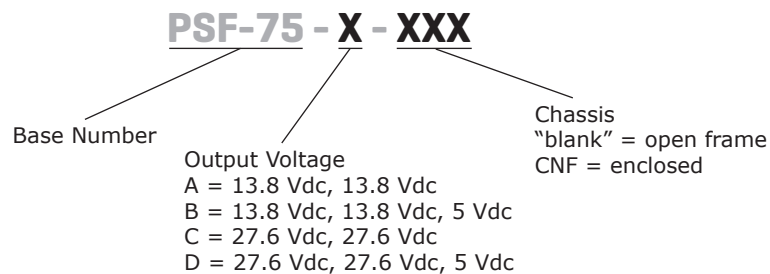 PSF-75 - X - XXX
Base Number
Output Voltage
A = 13.8 Vdc, 13.8 Vdc
B = 13.8 Vdc, 13.8 Vdc, 5 Vdc
C = 27.6 Vdc, 27.6 Vdc
D = 27.6 Vdc, 27.6 Vdc, 5 Vdc
Chassis
“blank” = open frame
CNF = enclosed